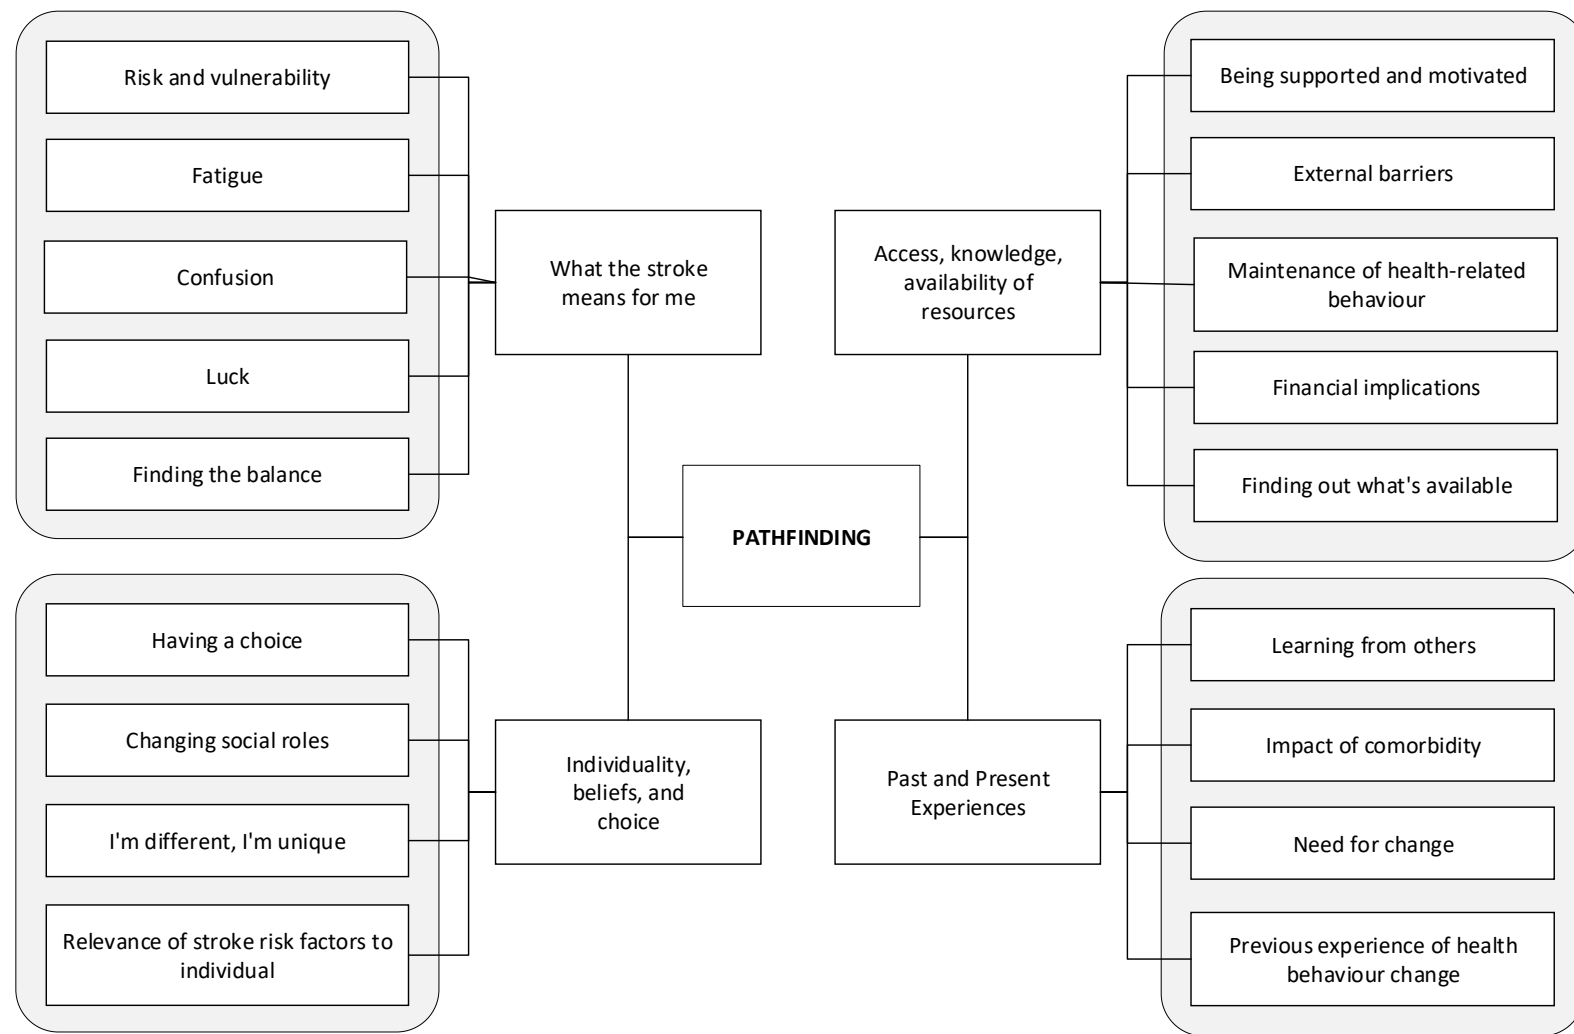 Risk and vulnerability
Fatigue
Confusion
Luck
Finding the balance
What the stroke
means for me
Access, knowledge,
availability of
resources
Being supported and motivated
External barriers
Maintenance of health-related
behaviour
Financial implications
Finding out what's available
PATHFINDING
Having a choice
Changing social roles
I'm different, I'm unique
Relevance of stroke risk factors to
individual
Individuality,
beliefs, and
choice
Past and Present
Experiences
Learning from others
Impact of comorbidity
Need for change
Previous experience of health
behaviour change